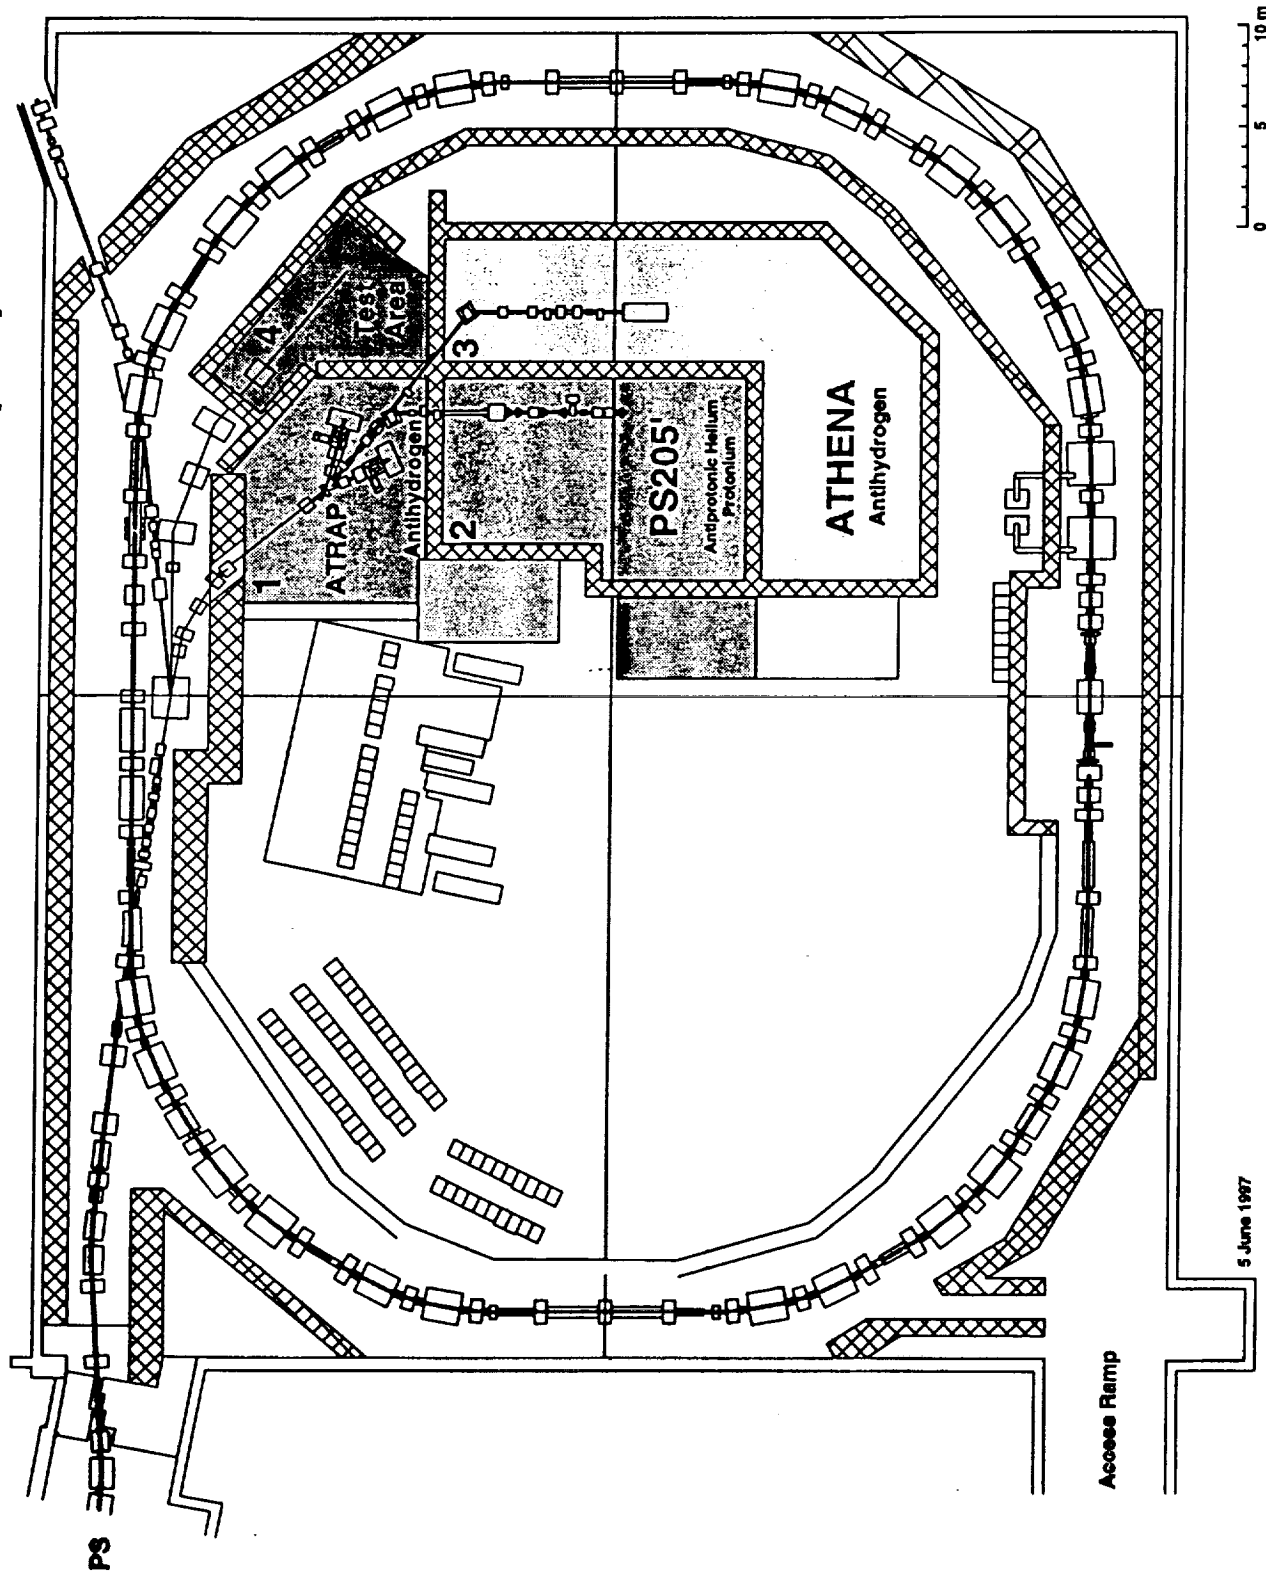 PS
1
ATRAP
Antihydrogen
4
Test
Area
2
3
PS205'
Antiprotonic Helium
Protonium
ATHENA
Antihydrogen
Access Ramp
5 June 1997
0
5
10 m